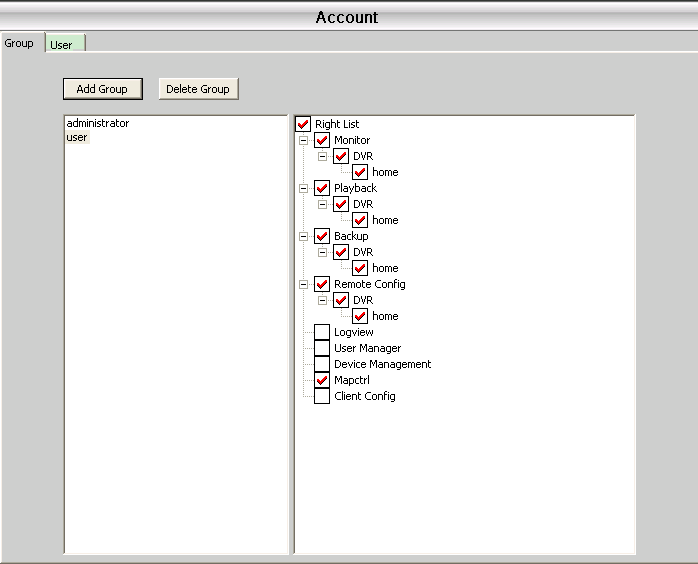 Account
Group User
Add Group Delete Group
administrator
user
Right List
Monitor
DVR
home
Playback
DVR
home
Backup
DVR
home
Remote Config
DVR
home
Logview
User Manager
Device Management
Mapctrl
Client Config